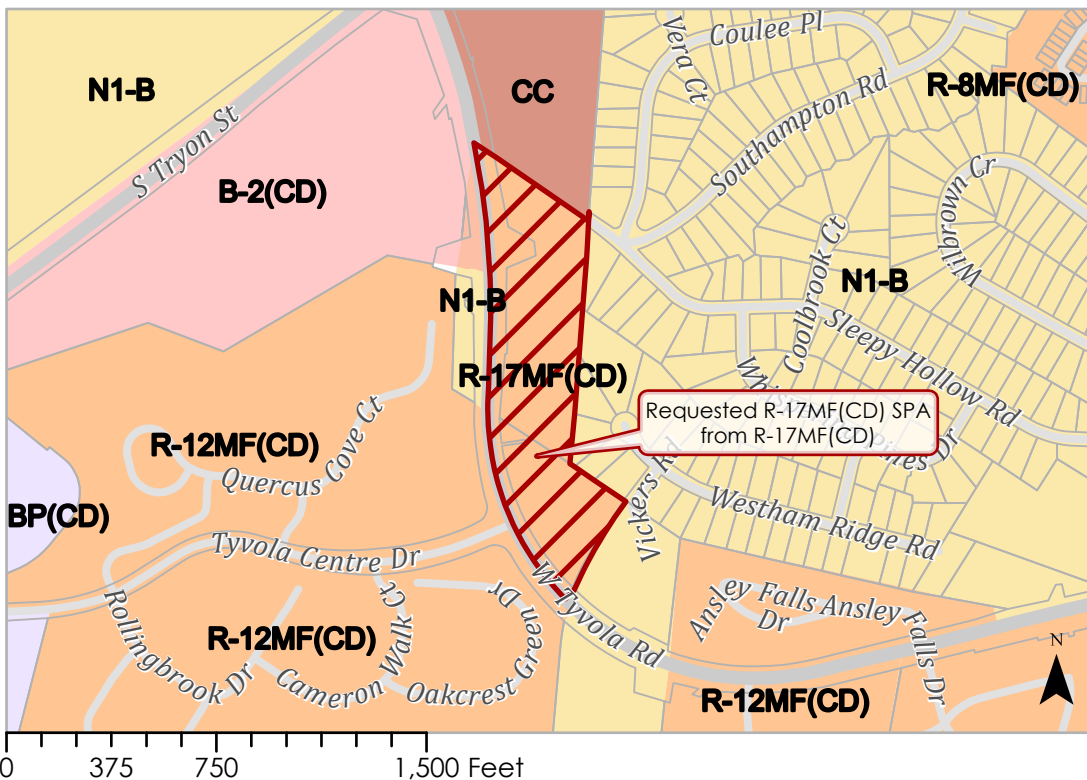 Coulee Pl
Vera Ct
N1-B
CC
R-8MF(CD)
Southampton Rd
S Tryon St
B-2(CD)
Wilbrown Cr
Coolbrook Ct
N1-B
N1-B
Sleepy Hollow Rd
R-17MF(CD)
Requested R-17MF(CD) SPA
from R-17MF(CD)
Pines Dr
R-12MF(CD)
Quercus Cove Ct
BP(CD)
Vickers Rd
Westham Ridge Rd
Tyvola Centre Dr
W Tyvola Rd
Ansley Falls Dr
Ansley Falls Dr
Rollingbrook Dr
R-12MF(CD)
Cameron Walk Ct
Oakcrest Green Dr
R-12MF(CD)
N
0 375 750 1,500 Feet